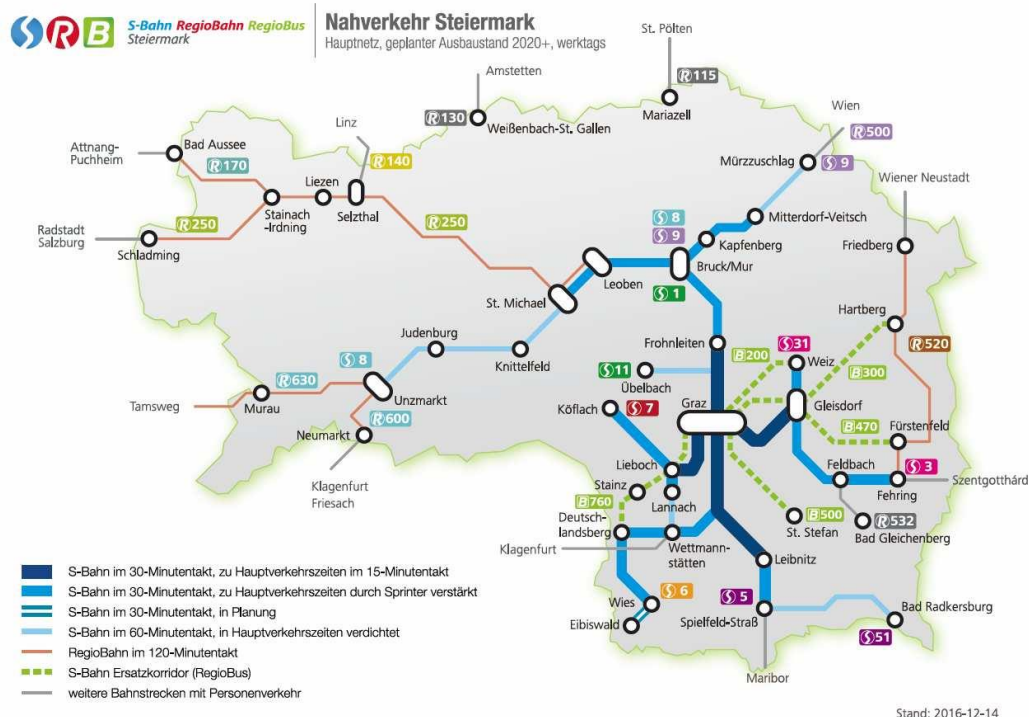 S R B
S-Bahn RegioBahn RegioBus
Steiermark
Nahverkehr Steiermark
Hauptnetz, geplanter Ausbaustand 2020+, werktags
St. Pölten
R 115
Mariazell
Amstetten
R 130
Weißenbach-St. Gallen
Wien
R 500
S 9
Mürzzuschlag
Linz
R 140
Attnang-
Puchheim
Bad Aussee
R 170
Liezen
Selzthal
Stainach
-Irdning
R 250
R 250
Radstadt
Salzburg
Schladming
Wiener Neustadt
Friedberg
Mitterdorf-Veitsch
Kapfenberg
S 8
S 9
Bruck/Mur
S 1
Leoben
St. Michael
Hartberg
R 520
Judenburg
Knittelfeld
Frohnleiten
B 200
S 31
Weiz
B 300
S 8
S 11
Übelbach
R 630
Unzmarkt
Tamsweg
Murau
R 600
Neumarkt
Klagenfurt
Friesach
Köflach
S 7
Graz
Gleisdorf
B 470
Fürstenfeld
Lieboch
Feldbach
S 3
Fehring
Szentgotthárd
Stainz
B 760
Lannach
Deutsch-
landsberg
B 500
St. Stefan
R 532
Bad Gleichenberg
Klagenfurt
Wettmann-
stätten
Leibnitz
Wies
S 6
S 5
Eibiswald
Spielfeld-Straß
Bad Radkersburg
S 51
Maribor
S-Bahn im 30-Minutentakt, zu Hauptverkehrszeiten im 15-Minutentakt
S-Bahn im 30-Minutentakt, zu Hauptverkehrszeiten durch Sprinter verstärkt
S-Bahn im 30-Minutentakt, in Planung
S-Bahn im 60-Minutentakt, in Hauptverkehrszeiten verdichtet
RegioBahn im 120-Minutentakt
S-Bahn Ersatzkorridor (RegioBus)
weitere Bahnstrecken mit Personenverkehr
Stand: 2016-12-14